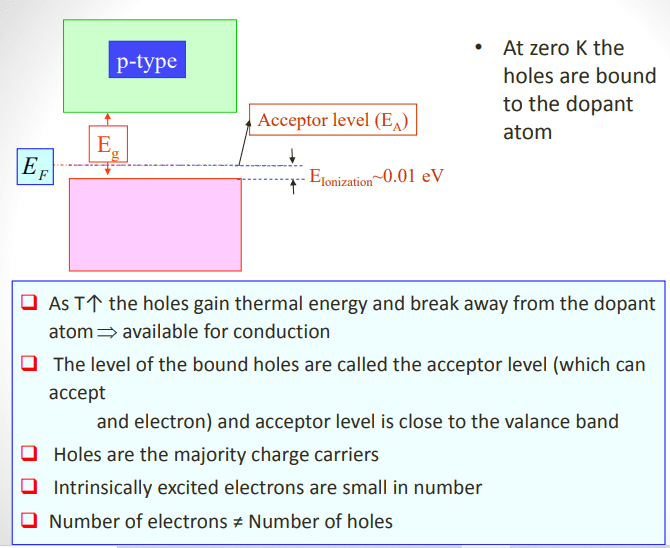 p-type
• At zero K the
holes are bound
to the dopant
atom
Acceptor level (E_A)
E_g
E_F
E_Ionization~0.01 eV
❑ As T↑ the holes gain thermal energy and break away from the dopant
atom ⇒ available for conduction
❑ The level of the bound holes are called the acceptor level (which can
accept
and electron) and acceptor level is close to the valance band
❑ Holes are the majority charge carriers
❑ Intrinsically excited electrons are small in number
❑ Number of electrons ≠ Number of holes